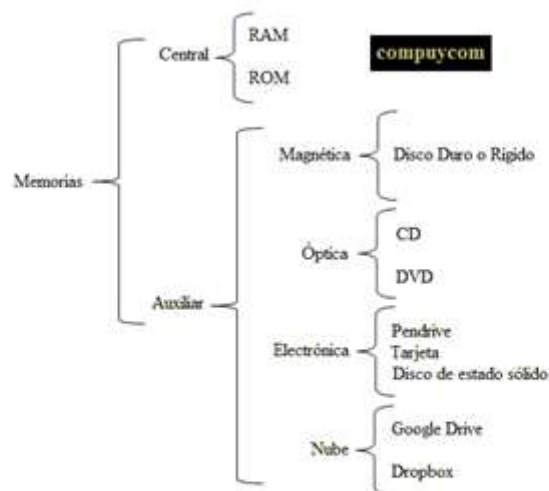 RAM
Central
ROM
compuycom
Magnética
Disco Duro o Rígido
Memorias
Óptica
CD
DVD
Auxiliar
Electrónica
Pendrive
Tarjeta
Disco de estado sólido
Nube
Google Drive
Dropbox